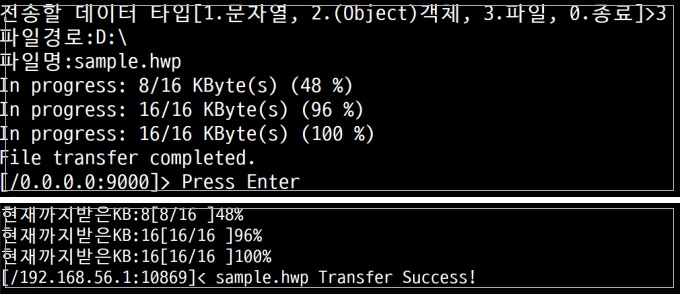 전송할 데이터 타입[1.문자열, 2.(Object)객체, 3.파일, 0.종료]>3
파일경로:D:\
파일명:sample.hwp
In progress: 8/16 KByte(s) (48 %)
In progress: 16/16 KByte(s) (96 %)
In progress: 16/16 KByte(s) (100 %)
File transfer completed.
[/0.0.0.0:9000]> Press Enter
현재까지받은KB:8[8/16 ]48%
현재까지받은KB:16[16/16 ]96%
현재까지받은KB:16[16/16 ]100%
[/192.168.56.1:10869]< sample.hwp Transfer Success!